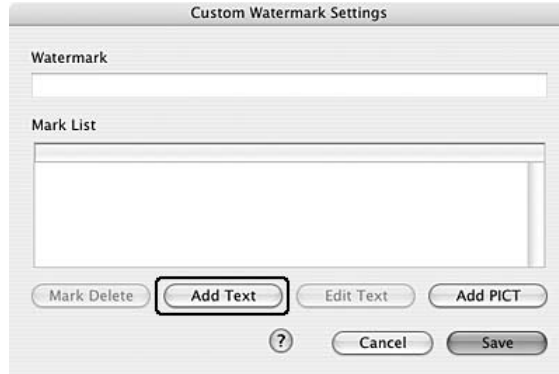 Custom Watermark Settings
Watermark
Mark List
Mark Delete Add Text Edit Text Add PICT
? Cancel Save